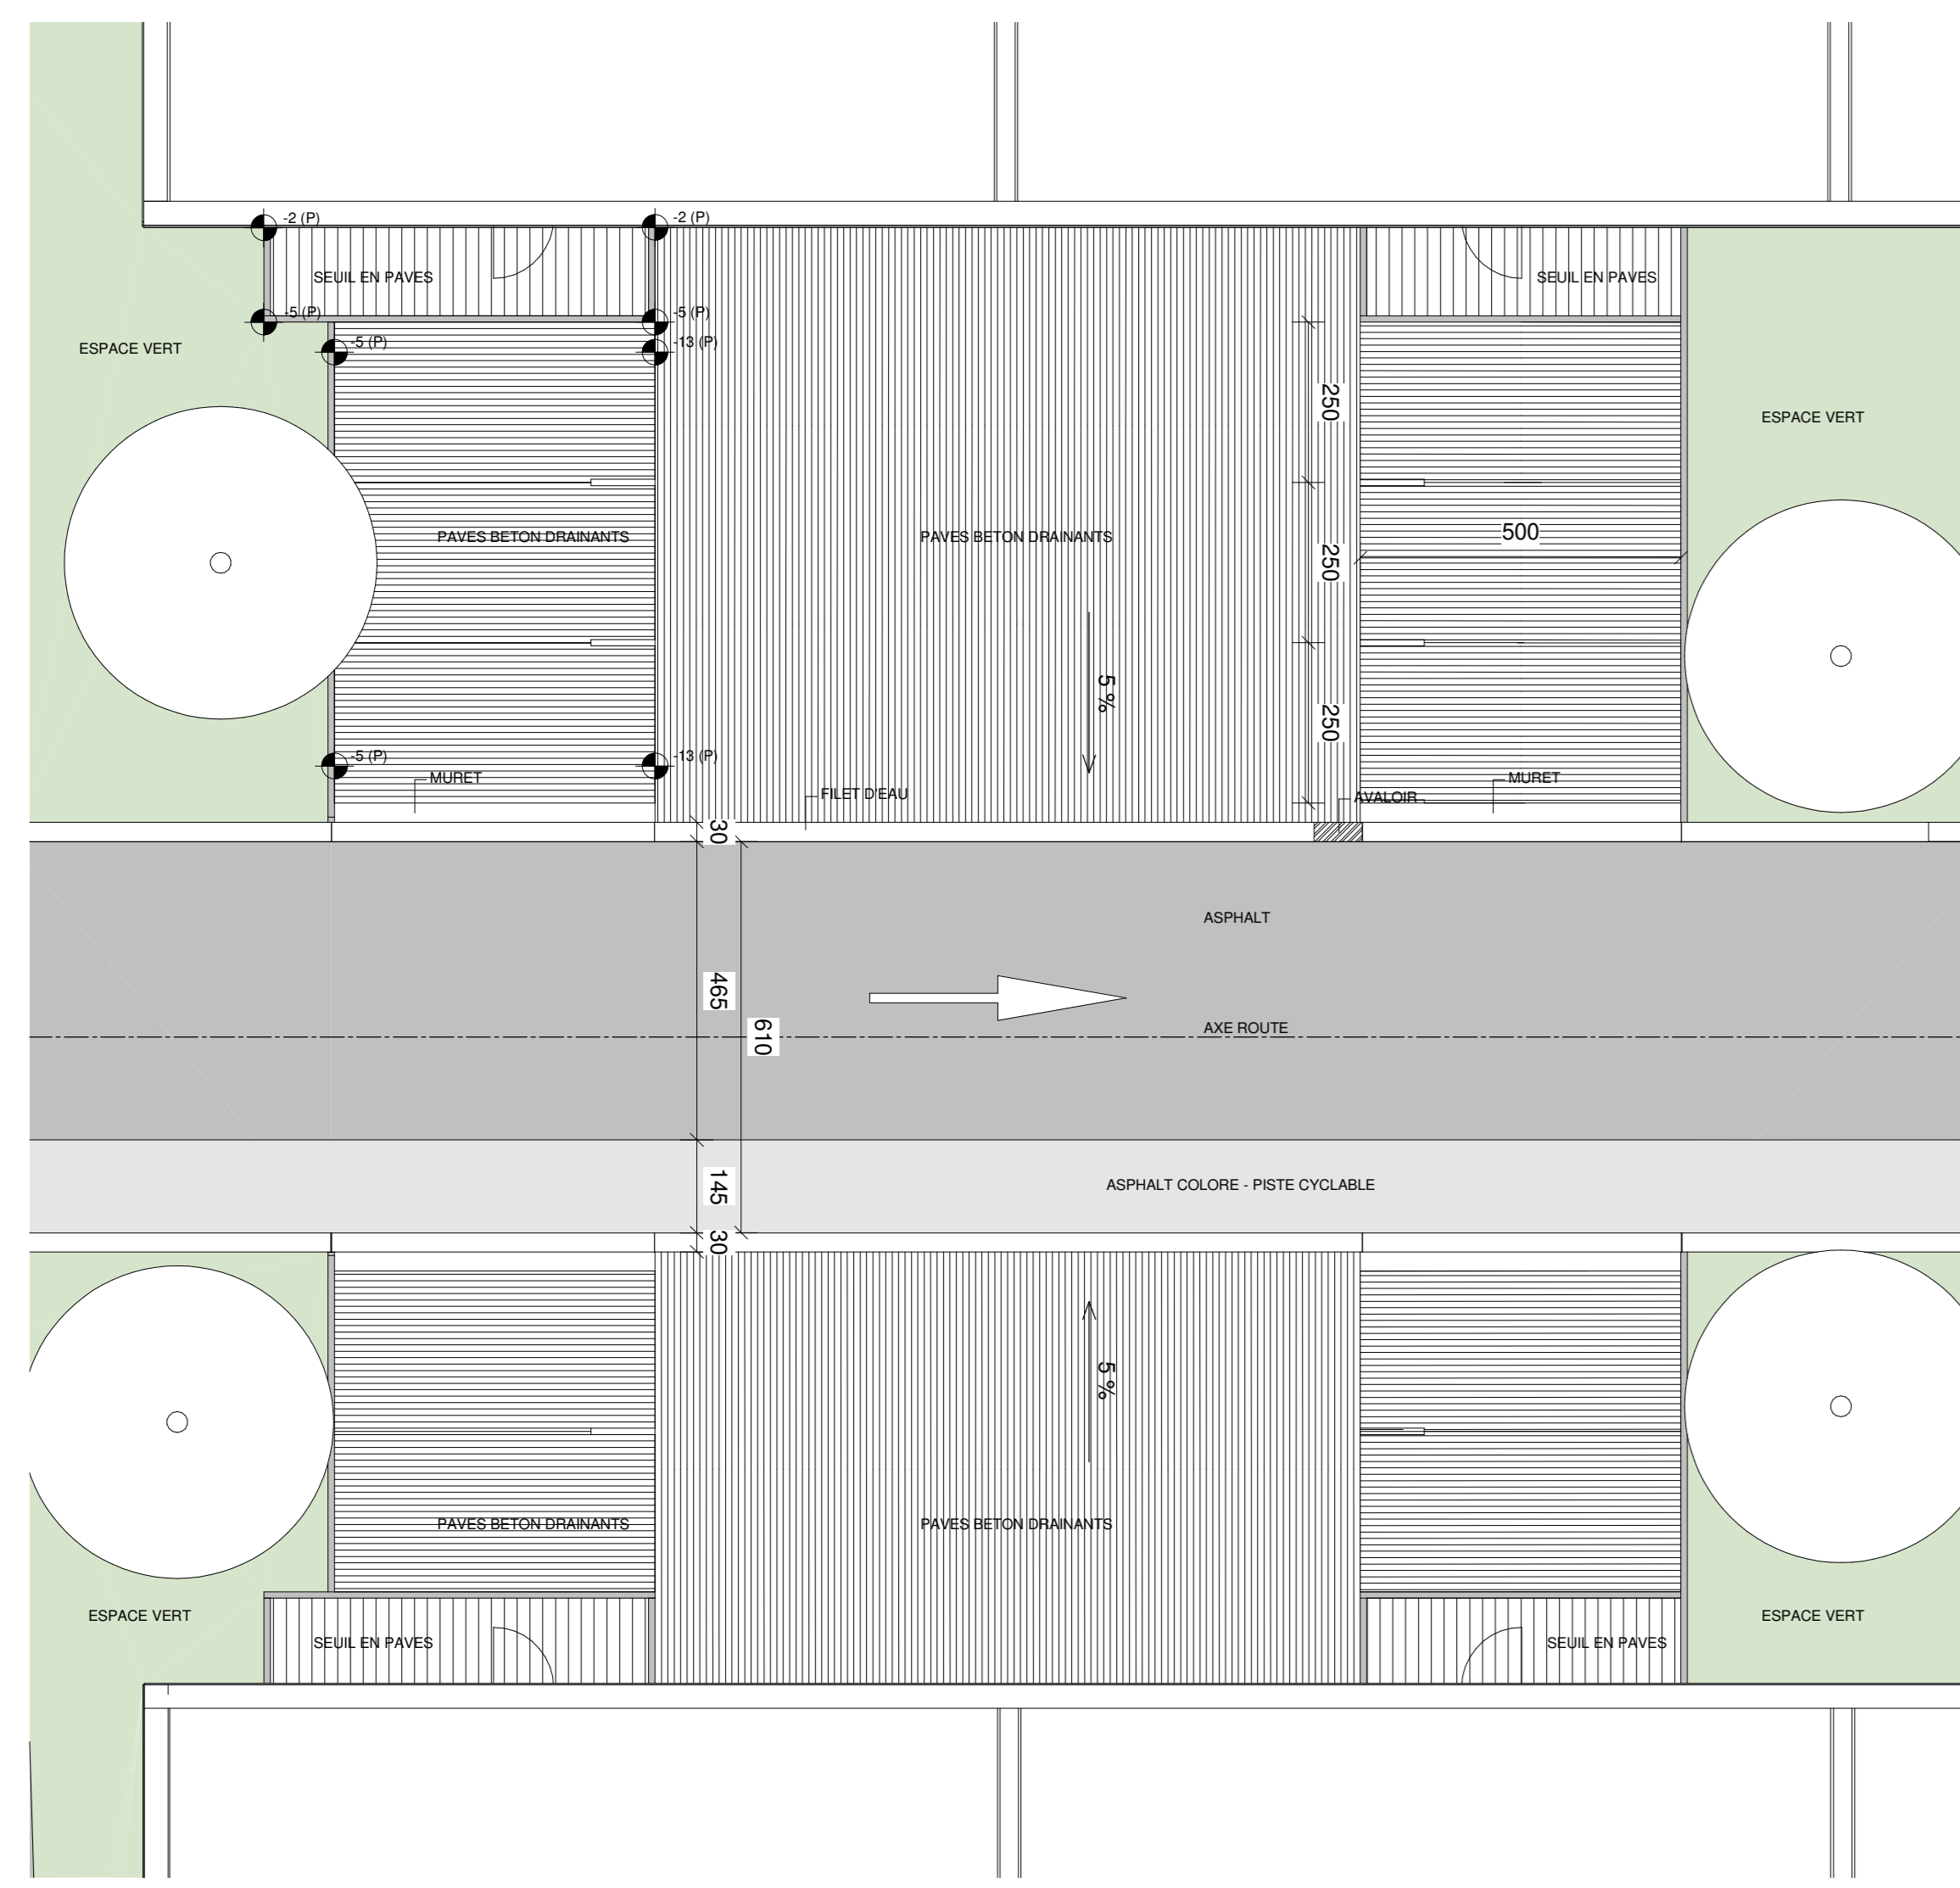 -2 (P)
-2 (P)
SEUIL EN PAVES
SEUIL EN PAVES
-5 (P)
-5 (P)
-5 (P)
-13 (P)
ESPACE VERT
250
ESPACE VERT
PAVES BETON DRAINANTS
PAVES BETON DRAINANTS
250
500
5 %
250
-5 (P)
-13 (P)
MURET
FILET D'EAU
AVALOIR
MURET
30
ASPHALT
465
AXE ROUTE
610
145
ASPHALT COLORE - PISTE CYCLABLE
30
5 %
PAVES BETON DRAINANTS
PAVES BETON DRAINANTS
ESPACE VERT
ESPACE VERT
SEUIL EN PAVES
SEUIL EN PAVES